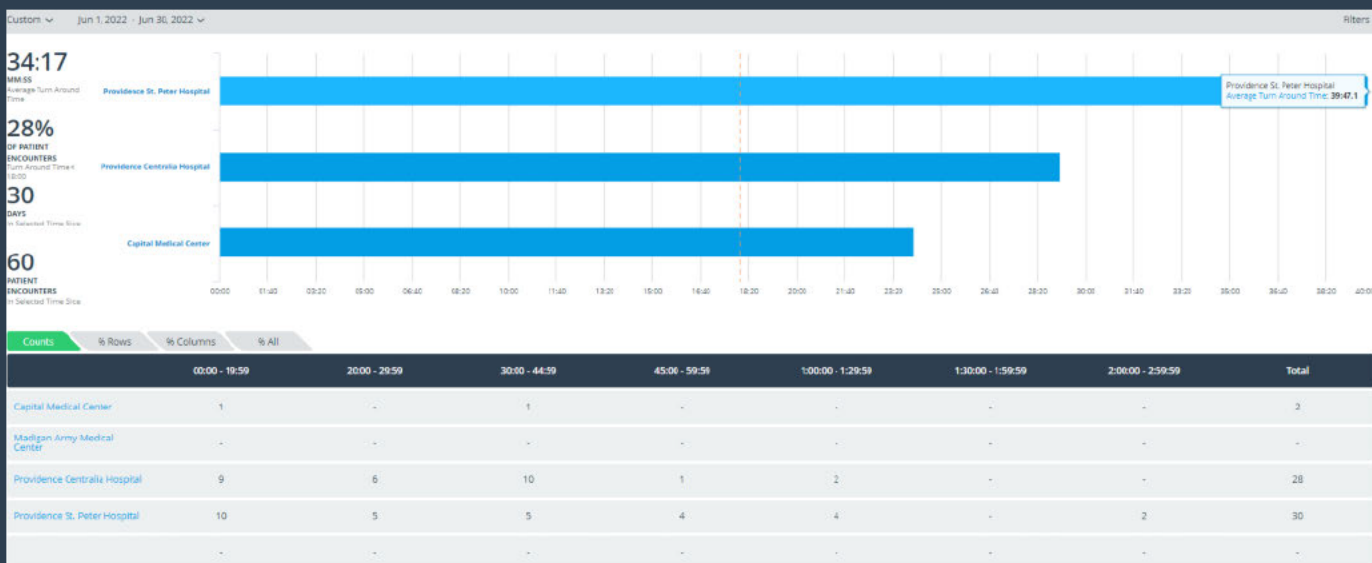 Custom
Jun 1, 2022 - Jun 30, 2022
Filters
34:17
MM:SS
Average Turn Around
Time
28%
OF PATIENT
ENCOUNTERS
Turn Around Time <
18:00
30
DAYS
In Selected Time Slice
60
PATIENT
ENCOUNTERS
In Selected Time Slice
Providence St. Peter Hospital
Providence Centralia Hospital
Capital Medical Center
Providence St. Peter Hospital
Average Turn Around Time: 39:47.1
00:00 01:40 03:20 05:00 06:40 08:20 10:00 11:40 13:20 15:00 16:40 18:20 20:00 21:40 23:20 25:00 26:40 28:20 30:00 31:40 33:20 35:00 36:40 38:20 40:00
Counts % Rows % Columns % All
00:00 - 19:59 20:00 - 29:59 30:00 - 44:59 45:00 - 59:59 1:00:00 - 1:29:59 1:30:00 - 1:59:59 2:00:00 - 2:59:59 Total
Capital Medical Center 1 - 1 - - - - 2
Madigan Army Medical
Center - - - - - - - -
Providence Centralia Hospital 9 6 10 1 2 - - 28
Providence St. Peter Hospital 10 5 5 4 4 - 2 30
- - - - - - - -